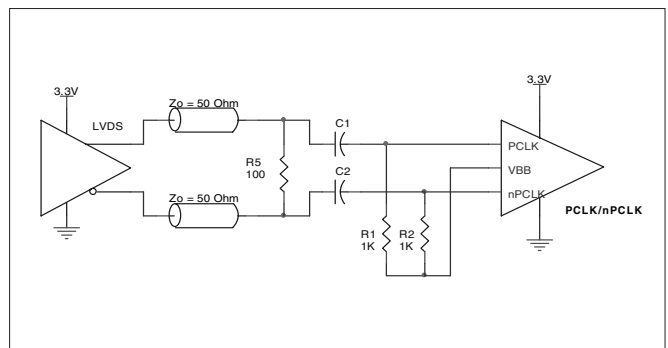 3.3V
LVDS
Zo = 50 Ohm
Zo = 50 Ohm
R5
100
C1
C2
R1
1K
R2
1K
3.3V
PCLK
VBB
nPCLK
PCLK/nPCLK